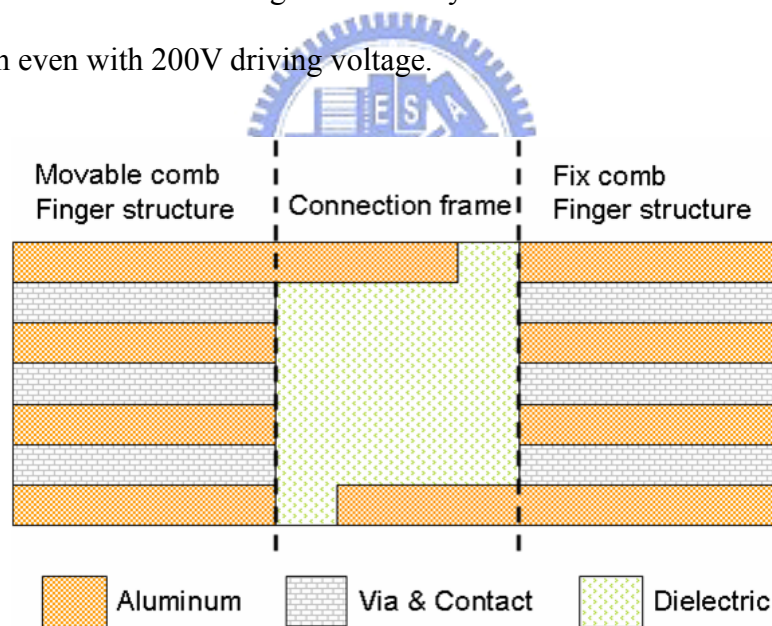 n even with 200V driving voltage.
ES
Movable comb
Finger structure
Connection frame
Fix comb
Finger structure
Aluminum
Via & Contact
Dielectric